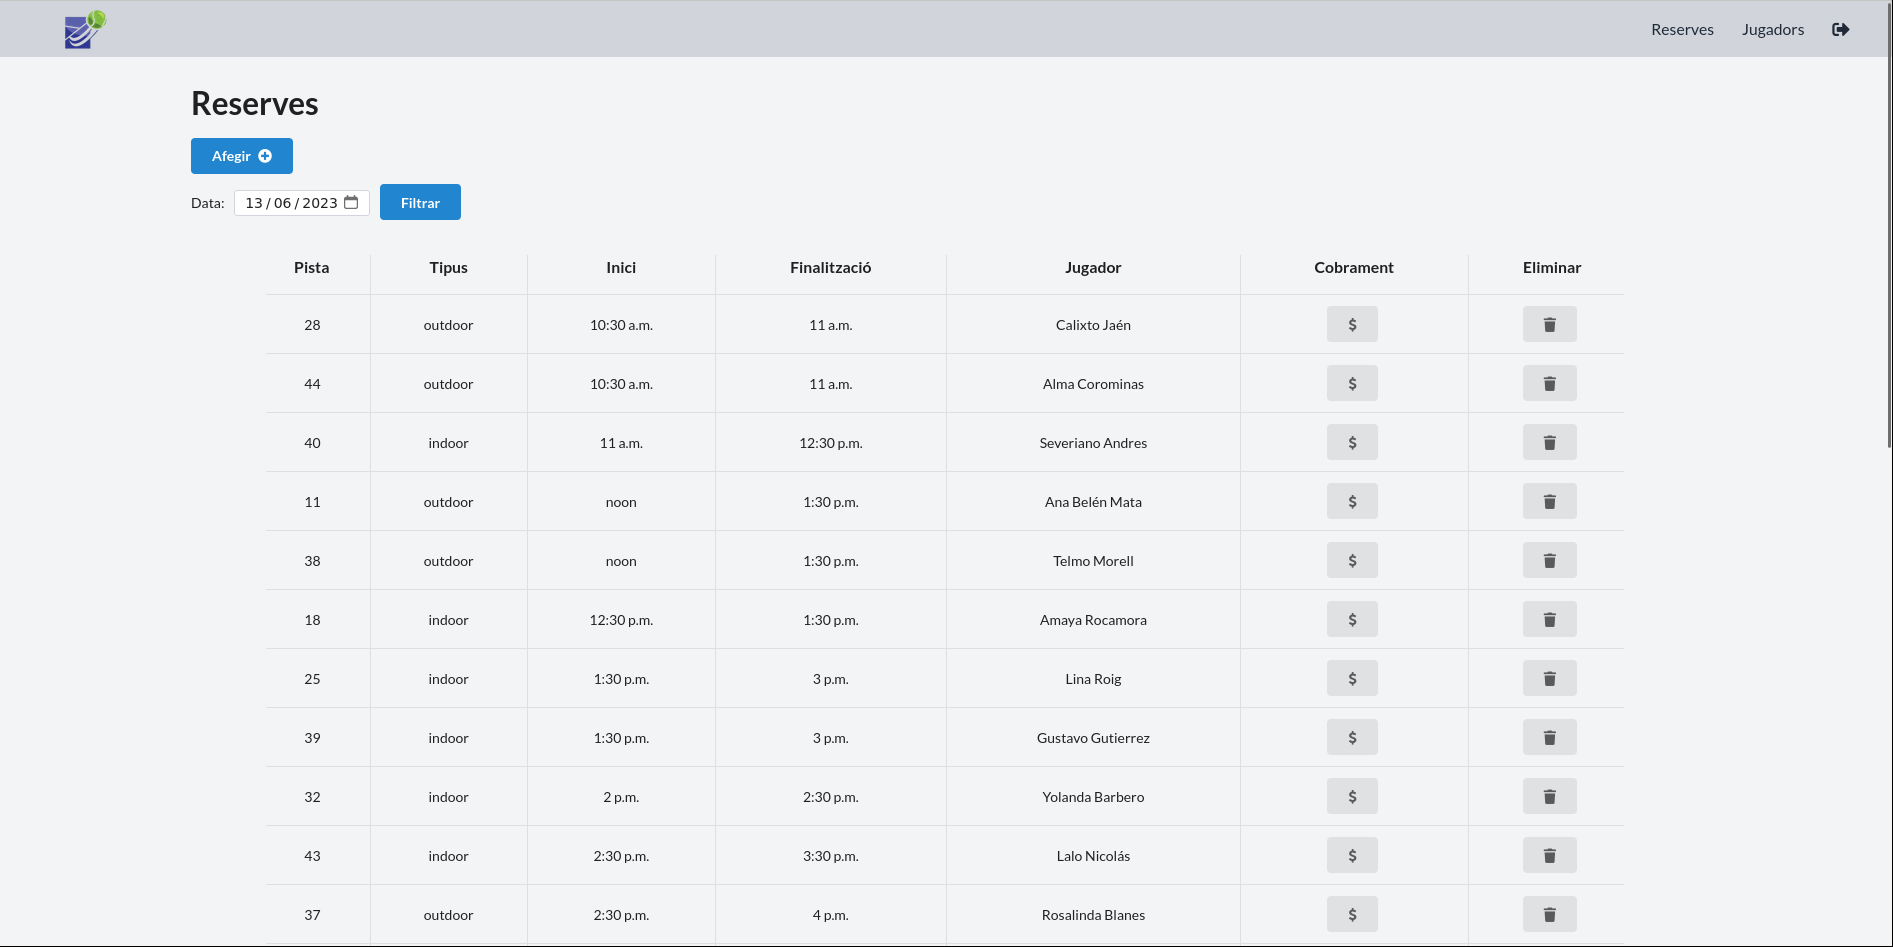 Reserves Jugadors
Reserves
Afegir
Data: 13/06/2023 Filtrar
Pista Tipus Inici Finalització Jugador Cobrament Eliminar
28 outdoor 10:30 a.m. 11 a.m. Calixto Jaén $
44 outdoor 10:30 a.m. 11 a.m. Alma Corominas $
40 indoor 11 a.m. 12:30 p.m. Severiano Andres $
11 outdoor noon 1:30 p.m. Ana Belén Mata $
38 outdoor noon 1:30 p.m. Telmo Morell $
18 indoor 12:30 p.m. 1:30 p.m. Amaya Rocamora $
25 indoor 1:30 p.m. 3 p.m. Lina Roig $
39 indoor 1:30 p.m. 3 p.m. Gustavo Gutierrez $
32 indoor 2 p.m. 2:30 p.m. Yolanda Barbero $
43 indoor 2:30 p.m. 3:30 p.m. Lalo Nicolás $
37 outdoor 2:30 p.m. 4 p.m. Rosalinda Blanes $